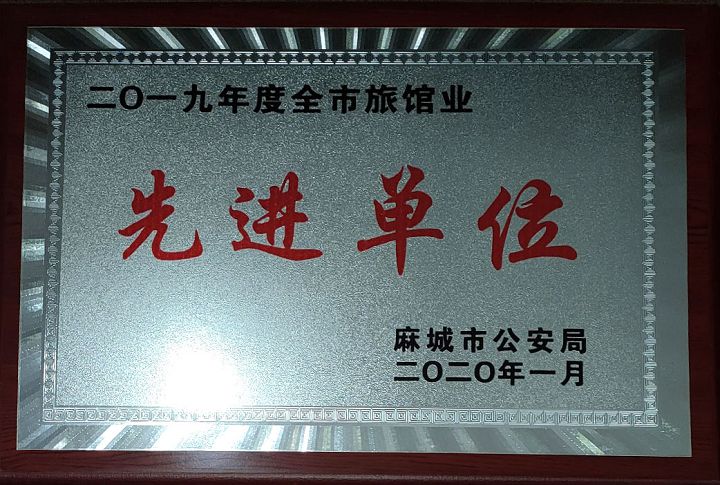 二〇一九年度全市旅馆业
先进单位
麻城市公安局
二〇二〇年一月